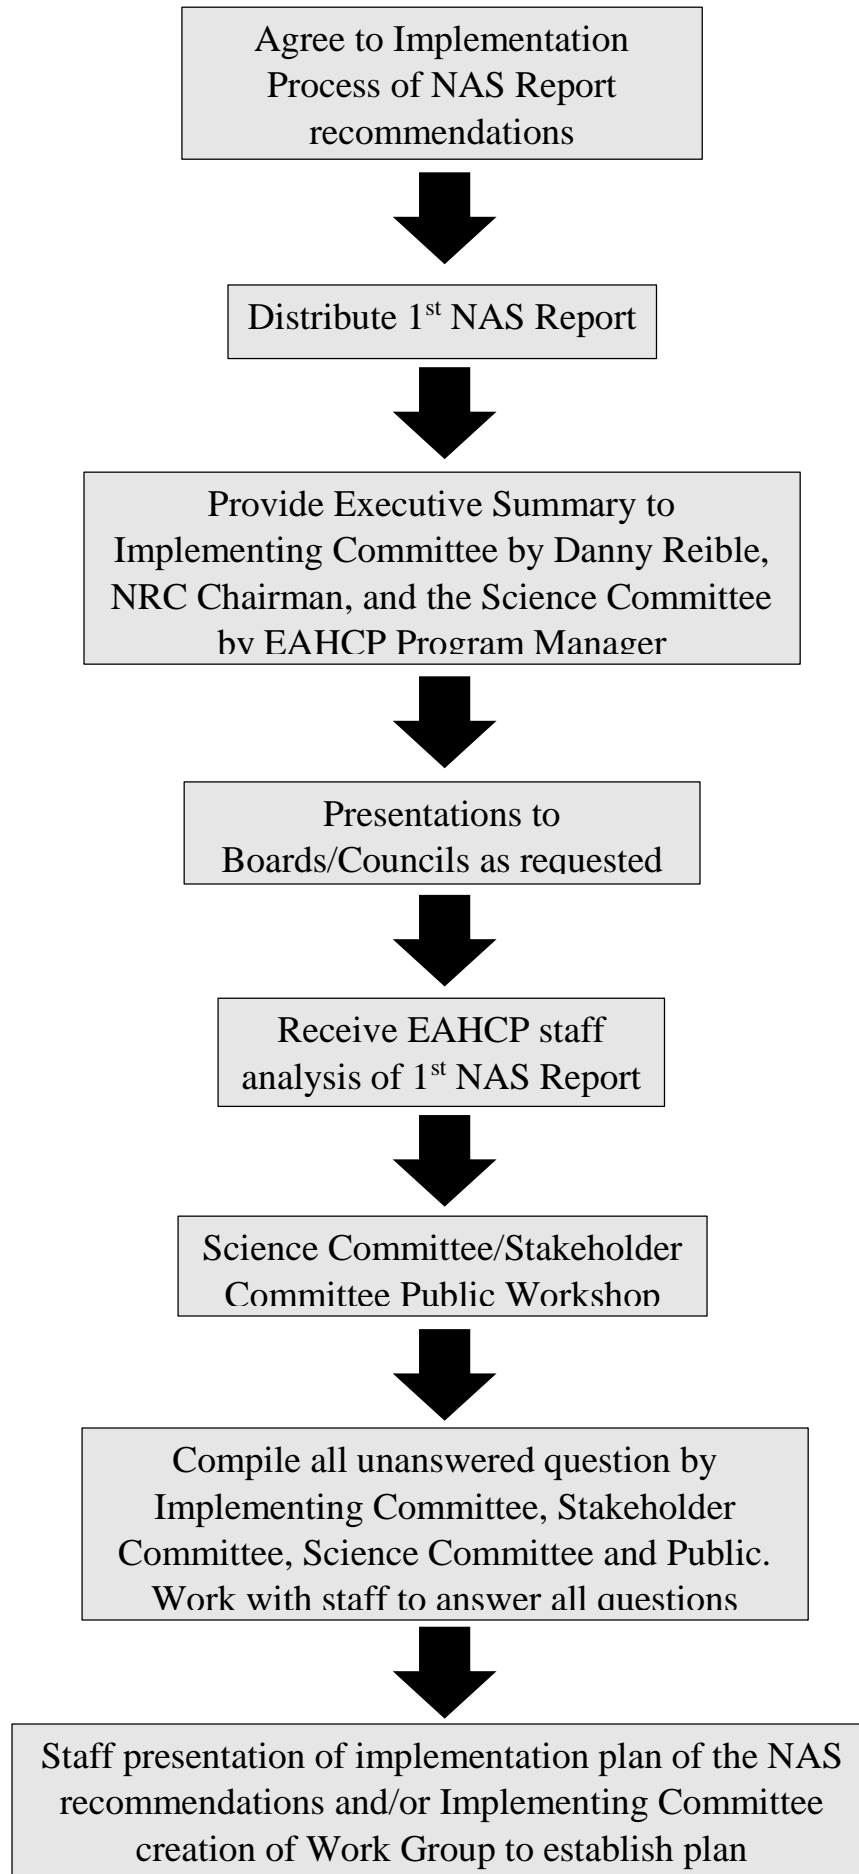 Agree to Implementation
Process of NAS Report
recommendations
Distribute 1st NAS Report
Provide Executive Summary to
Implementing Committee by Danny Reible,
NRC Chairman, and the Science Committee
by EAHCP Program Manager
Presentations to
Boards/Councils as requested
Receive EAHCP staff
analysis of 1st NAS Report
Science Committee/Stakeholder
Committee Public Workshop
Compile all unanswered question by
Implementing Committee, Stakeholder
Committee, Science Committee and Public.
Work with staff to answer all questions
Staff presentation of implementation plan of the NAS
recommendations and/or Implementing Committee
creation of Work Group to establish plan